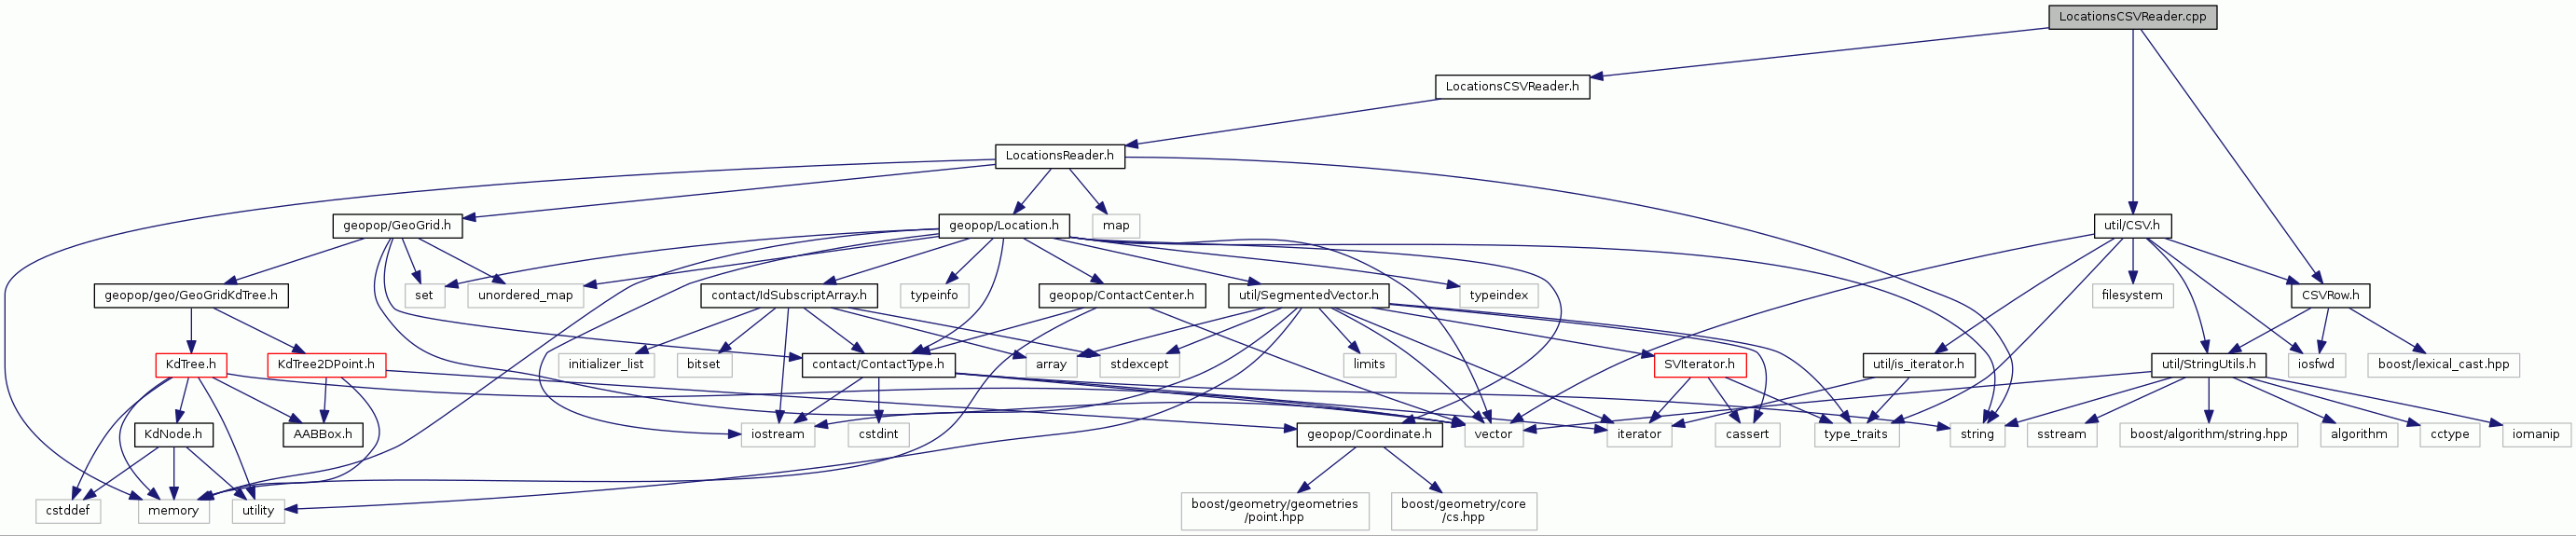 LocationsCSVReader.cpp
LocationsCSVReader.h
LocationsReader.h
geopop/GeoGrid.h
geopop/Location.h
map
util/CSV.h
geopop/geo/GeoGridKdTree.h
set
unordered_map
contact/IdSubscriptArray.h
typeinfo
geopop/ContactCenter.h
util/SegmentedVector.h
typeindex
filesystem
CSVRow.h
KdTree.h
KdTree2DPoint.h
initializer_list
bitset
contact/ContactType.h
array
stdexcept
limits
SVIterator.h
util/is_iterator.h
util/StringUtils.h
iosfwd
boost/lexical_cast.hpp
KdNode.h
AABBox.h
iostream
cstdint
geopop/Coordinate.h
vector
iterator
cassert
type_traits
string
sstream
boost/algorithm/string.hpp
algorithm
cctype
iomanip
cstddef
memory
utility
boost/geometry/geometries
/point.hpp
boost/geometry/core
/cs.hpp